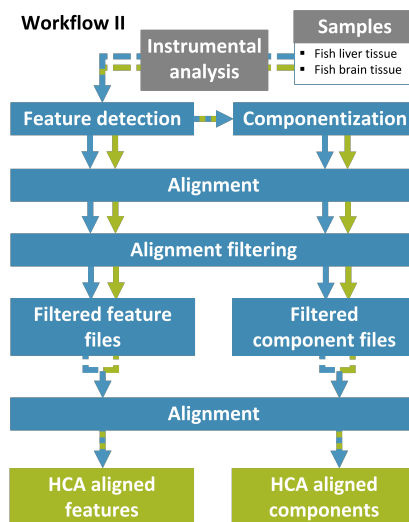 Workflow II
Instrumental
analysis
Samples
▪ Fish liver tissue
▪ Fish brain tissue
Feature detection
Componentization
Alignment
Alignment filtering
Filtered feature
files
Filtered
component files
Alignment
HCA aligned
features
HCA aligned
components